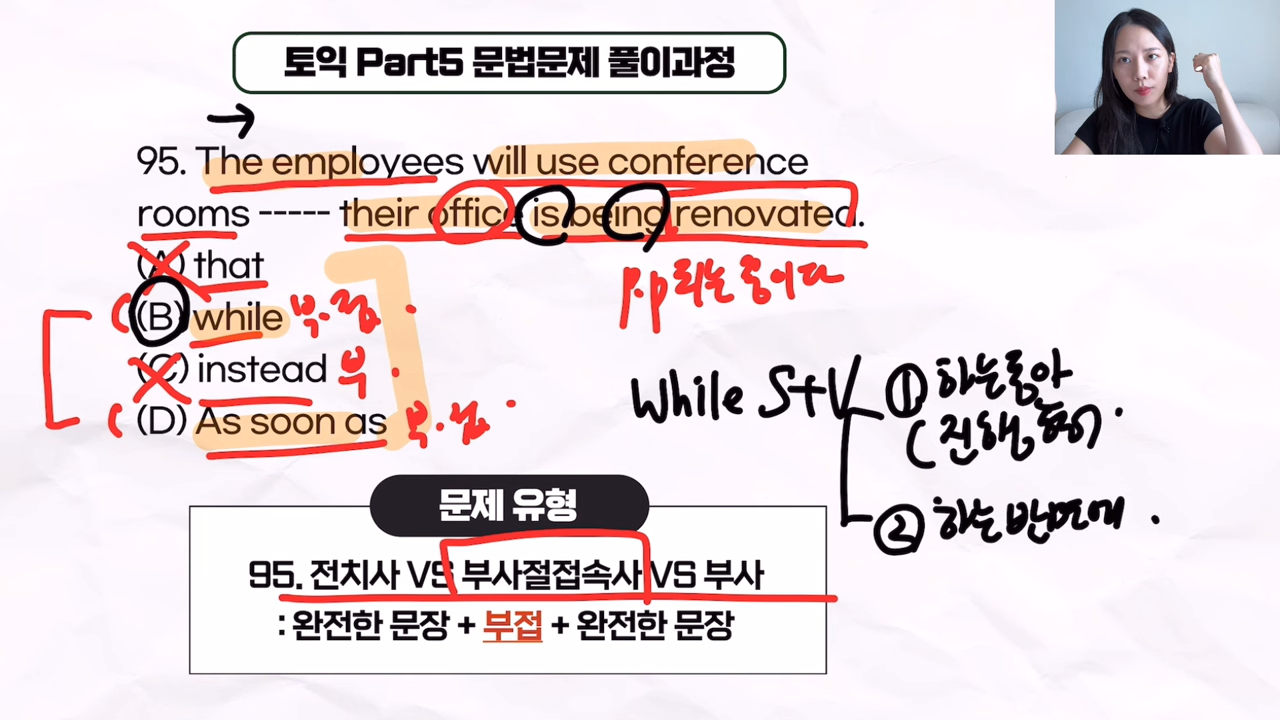 토익 Part5 문법문제 풀이과정
95. The employees will use conference
rooms ----- their office is being renovated.
(A) that
(B) while 부.접.
(C) instead 부.
(D) As soon as 부.접.
p.p 되는 중이다
While S+V ① 하는동안
(진행중).
② 하는 반면에.
문제 유형
95. 전치사 VS 부사절접속사 VS 부사
: 완전한 문장 + 부접 + 완전한 문장